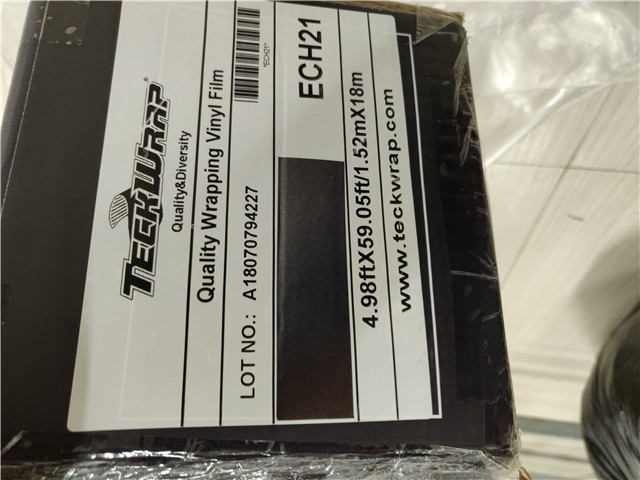 TECKWRAP®
Quality&Diversity
Quality Wrapping Vinyl Film
LOT NO.: A18070794227
*ECH21*
ECH21
4.98ftX59.05ft/1.52mX18m
www.teckwrap.com